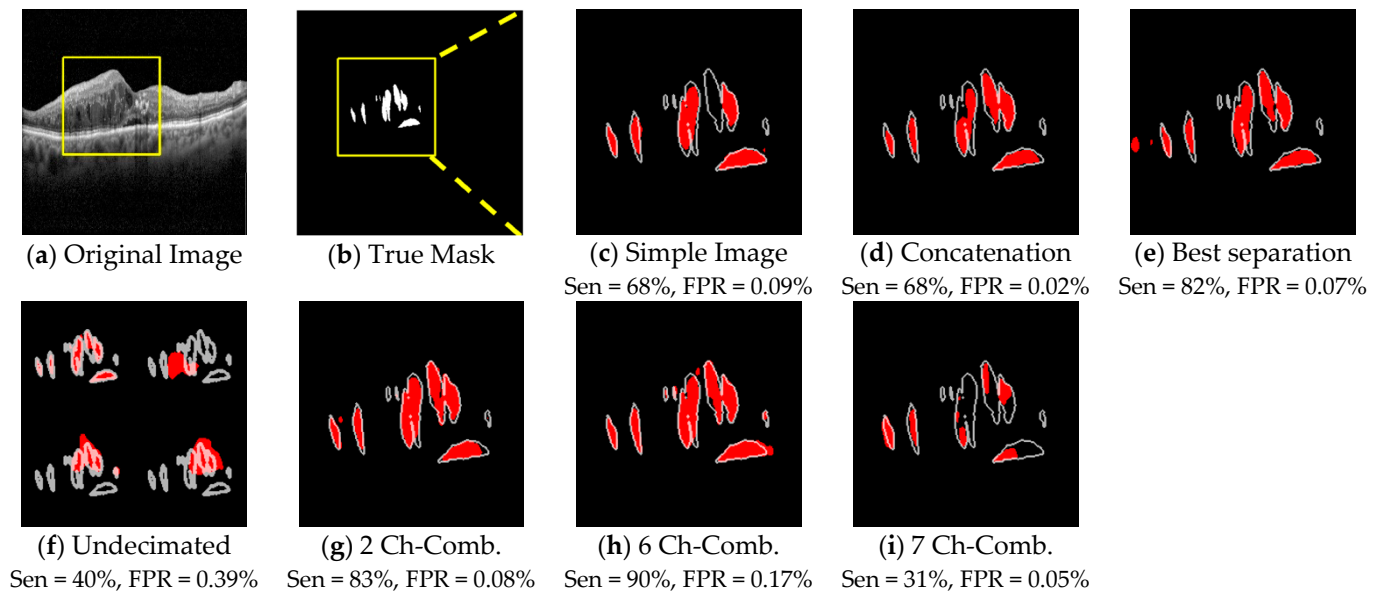 (a) Original Image
(b) True Mask
(c) Simple Image
Sen = 68%, FPR = 0.09%
(d) Concatenation
Sen = 68%, FPR = 0.02%
(e) Best separation
Sen = 82%, FPR = 0.07%
(f) Undecimated
Sen = 40%, FPR = 0.39%
(g) 2 Ch-Comb.
Sen = 83%, FPR = 0.08%
(h) 6 Ch-Comb.
Sen = 90%, FPR = 0.17%
(i) 7 Ch-Comb.
Sen = 31%, FPR = 0.05%